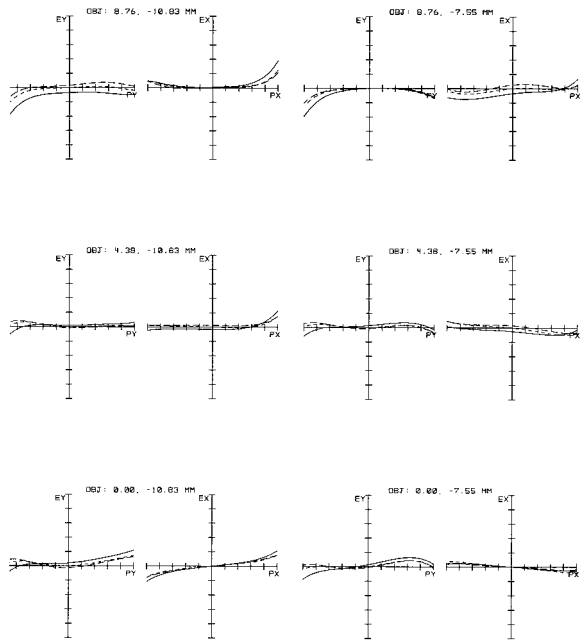 OBJ: 8.76, -10.83 MM
EY
EX
PY
PX
OBJ: 8.76, -7.55 MM
EY
EX
PY
PX
OBJ: 4.38, -10.83 MM
EY
EX
PY
PX
OBJ: 4.38, -7.55 MM
EY
EX
PY
PX
OBJ: 0.00, -10.83 MM
EY
EX
PY
PX
OBJ: 0.00, -7.55 MM
EY
EX
PY
PX